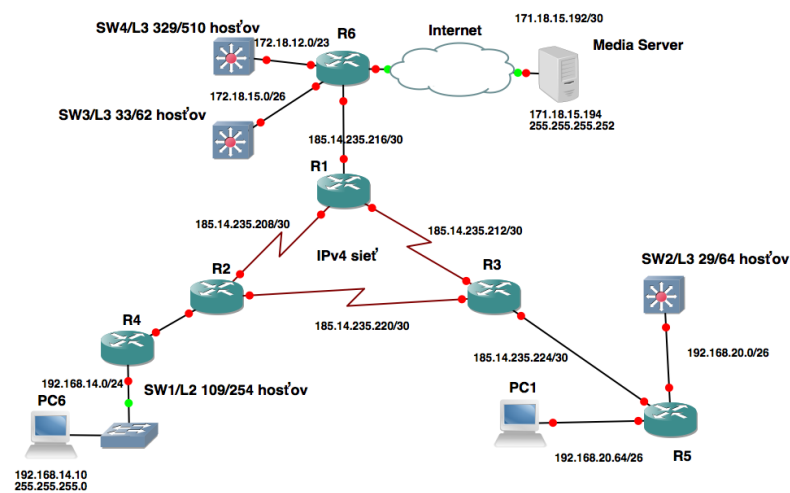 171.18.15.192/30
SW4/L3 329/510 hosťov
R6
Internet
172.18.12.0/23
Media Server
172.18.15.0/26
SW3/L3 33/62 hosťov
171.18.15.194
255.255.255.252
185.14.235.216/30
R1
185.14.235.208/30
185.14.235.212/30
IPv4 sieť
R2
R3
SW2/L3 29/64 hosťov
185.14.235.220/30
R4
185.14.235.224/30
192.168.20.0/26
192.168.14.0/24
SW1/L2 109/254 hosťov
PC1
PC6
192.168.20.64/26
R5
192.168.14.10
255.255.255.0